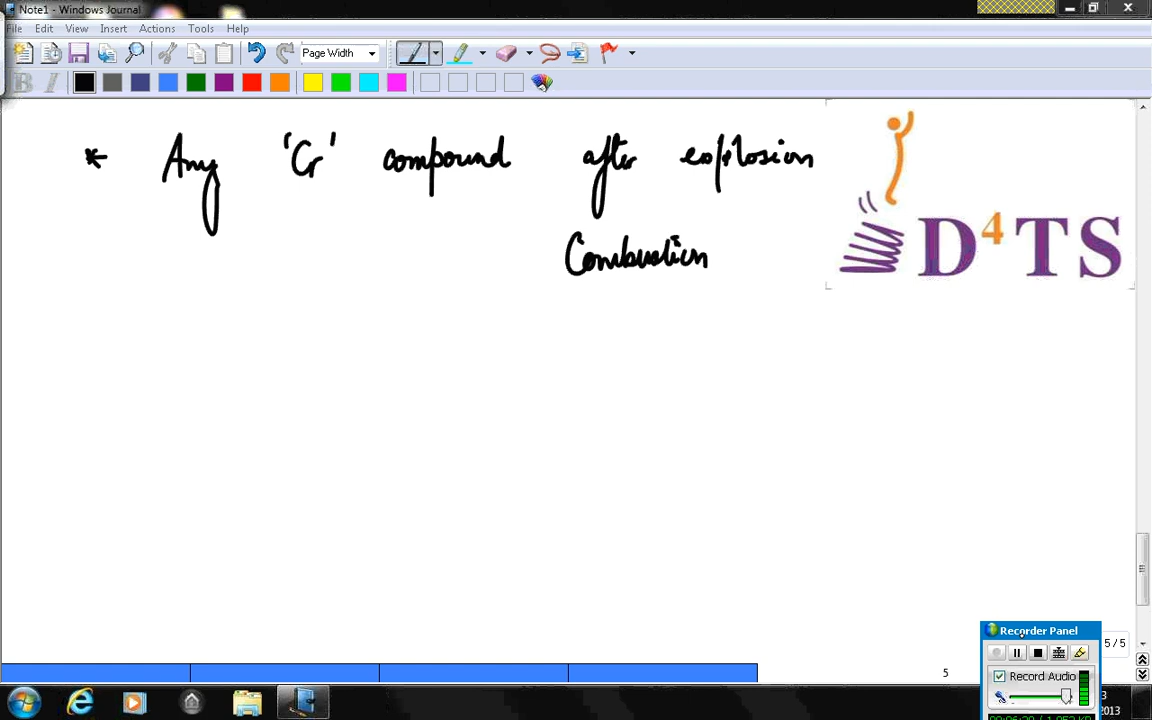 Note1 - Windows Journal
File Edit View Insert Actions Tools Help
Page Width
B I
* Any 'Cr' compound after explosion
Combustion
D4TS
Recorder Panel
5 / 5
5
Record Audio
2013